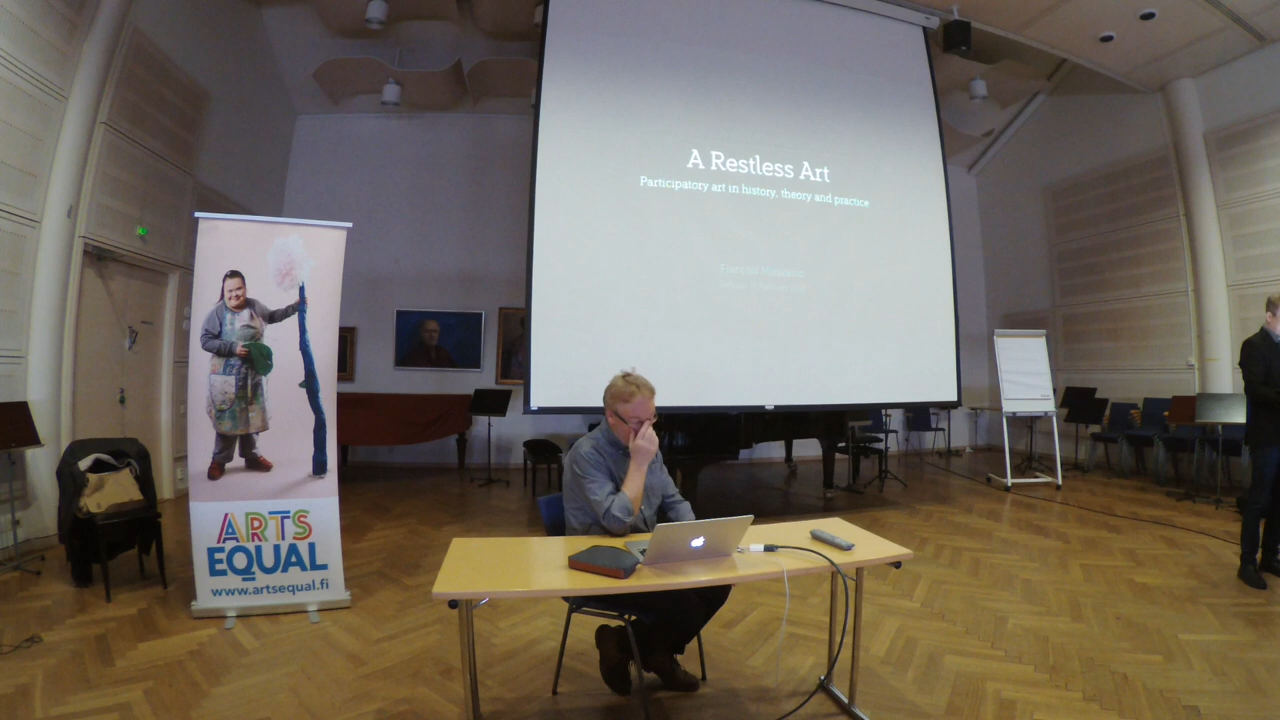 A Restless Art
Participatory art in history, theory and practice
ARTS
EQUAL
www.artsequal.fi